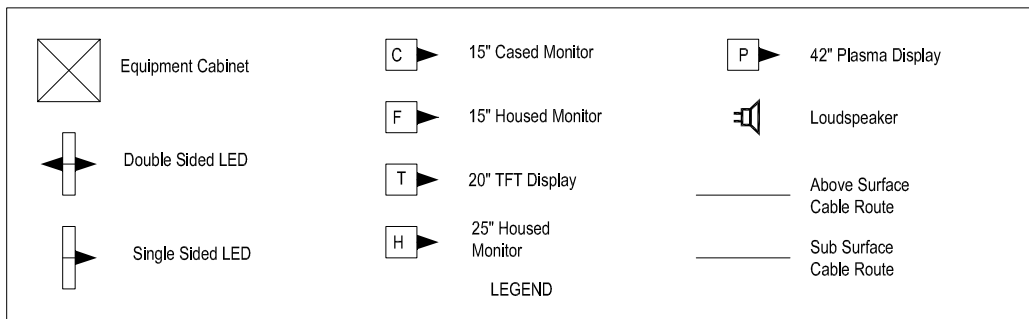 Equipment Cabinet
Double Sided LED
Single Sided LED
C
15" Cased Monitor
F
15" Housed Monitor
T
20" TFT Display
H
25" Housed
Monitor
LEGEND
P
42" Plasma Display
Loudspeaker
Above Surface
Cable Route
Sub Surface
Cable Route